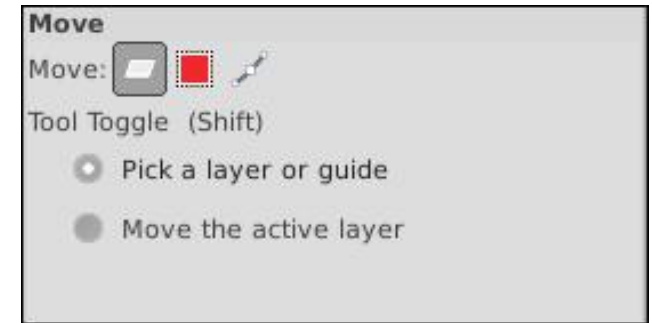 Move
Move:
Tool Toggle (Shift)
Pick a layer or guide
Move the active layer